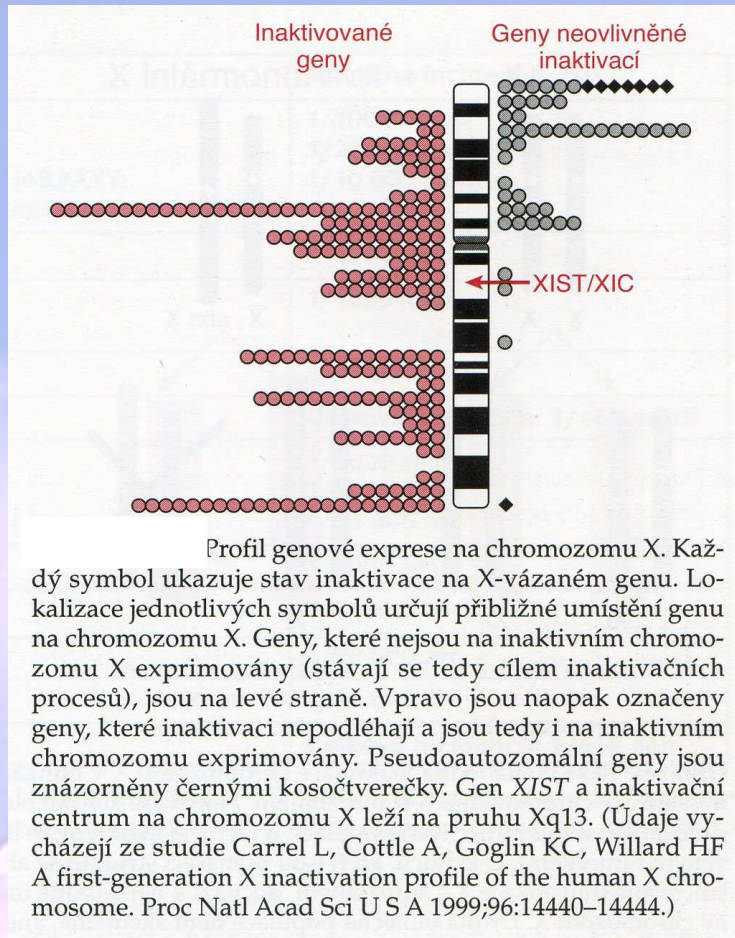 Inaktivované
geny
Geny neovlivněné
inaktivací
XIST/XIC
Profil genové exprese na chromozomu X. Kaž-
dý symbol ukazuje stav inaktivace na X-vázaném genu. Lo-
kalizace jednotlivých symbolů určují přibližné umístění genu
na chromozomu X. Geny, které nejsou na inaktivním chromo-
zomu X exprimovány (stávají se tedy cílem inaktivačních
procesů), jsou na levé straně. Vpravo jsou naopak označeny
geny, které inaktivaci nepodléhají a jsou tedy i na inaktivním
chromozomu exprimovány. Pseudoautozomální geny jsou
znázorněny černými kosočtverečky. Gen XIST a inaktivační
centrum na chromozomu X leží na pruhu Xq13. (Údaje vy-
cházejí ze studie Carrel L, Cottle A, Goglin KC, Willard HF
A first-generation X inactivation profile of the human X chro-
mosome. Proc Natl Acad Sci U S A 1999;96:14440–14444.)